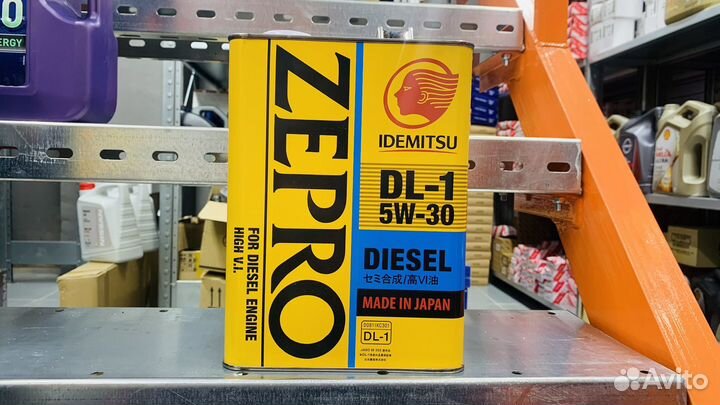 ENERGY
ZEPRO
FOR DIESEL ENGINE
HIGH V.I.
IDEMITSU
DL-1
5W-30
DIESEL
セミ合成/高VI油
MADE IN JAPAN
DL-1
Avito